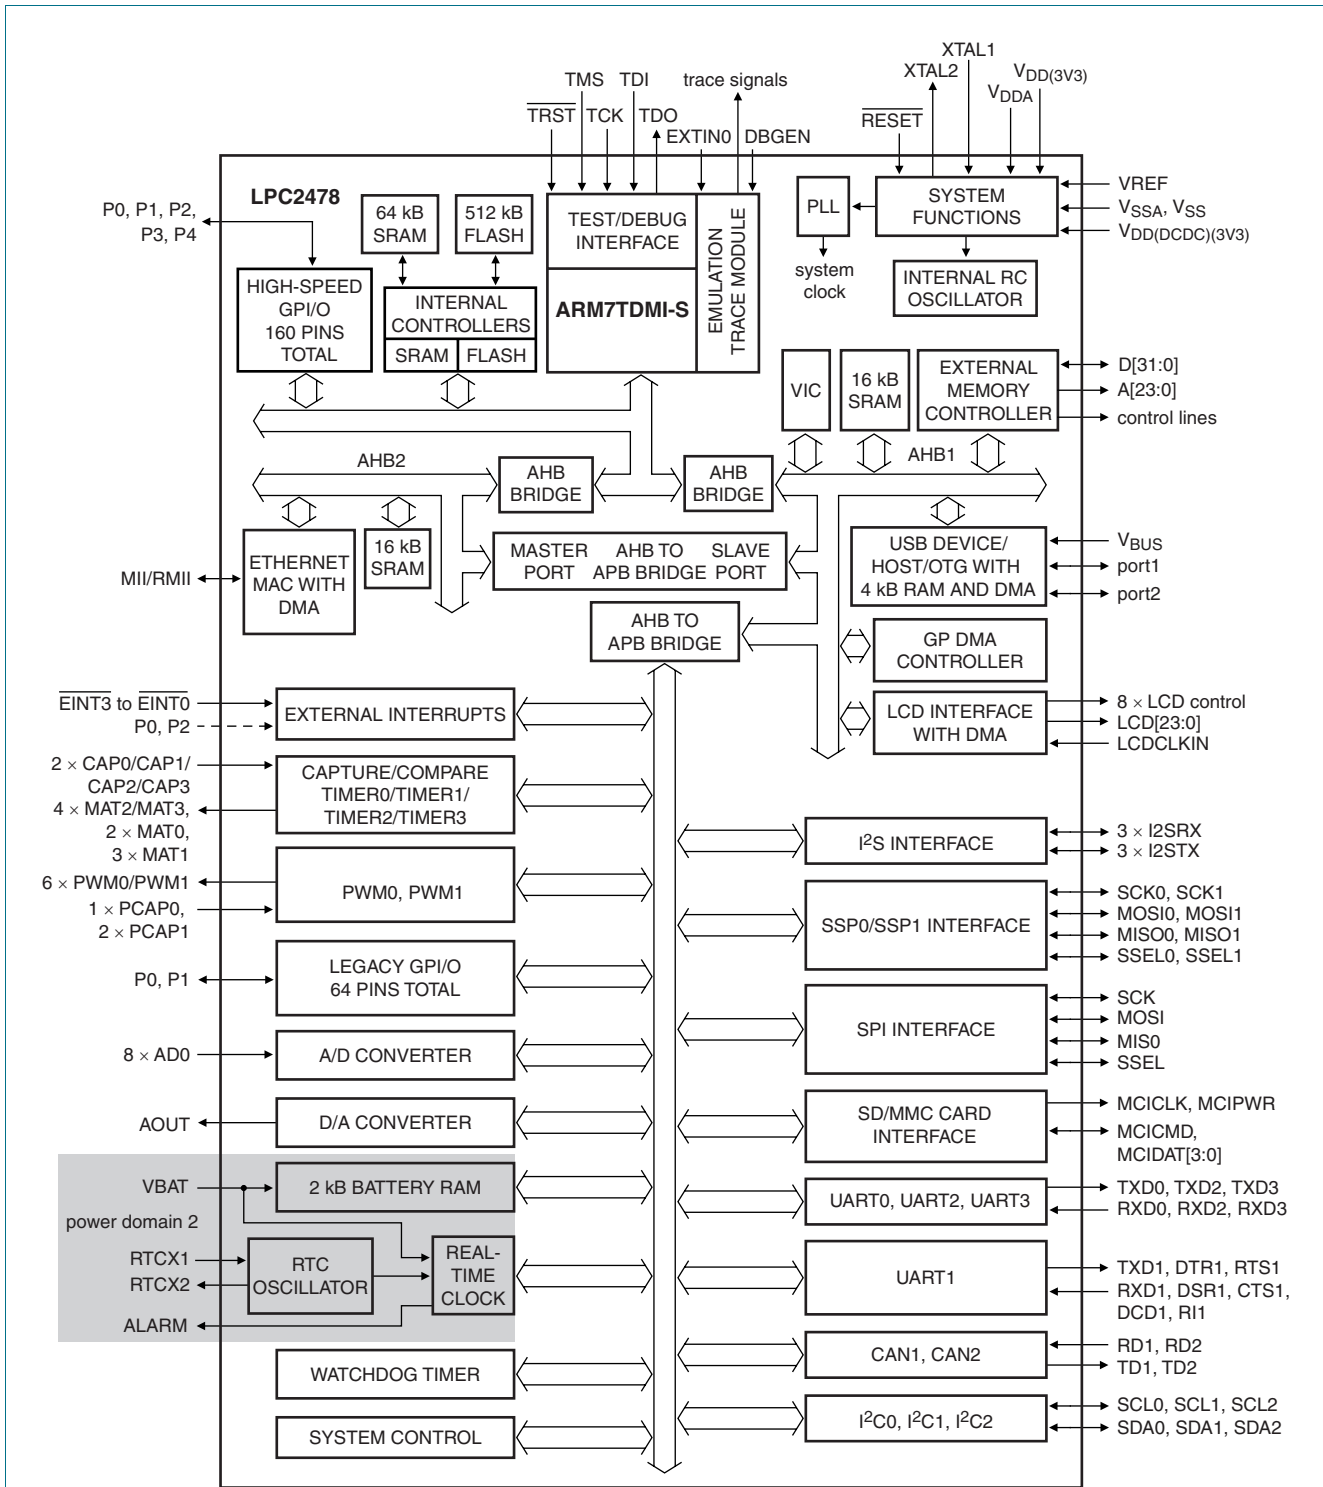 XTAL1
XTAL2
VDD(3V3)
VDDA
TMS
TDI
trace signals
TRST
TCK
TDO
RESET
EXTIN0
DBGEN
LPC2478
P0, P1, P2,
P3, P4
64 kB
SRAM
512 kB
FLASH
TEST/DEBUG
INTERFACE
EMULATION
TRACE MODULE
PLL
SYSTEM
FUNCTIONS
VREF
VSSA, VSS
VDD(DCDC)(3V3)
system
clock
INTERNAL RC
OSCILLATOR
HIGH-SPEED
GPI/O
160 PINS
TOTAL
INTERNAL
CONTROLLERS
SRAM
FLASH
ARM7TDMI-S
VIC
16 kB
SRAM
EXTERNAL
MEMORY
CONTROLLER
D[31:0]
A[23:0]
control lines
AHB2
AHB
BRIDGE
AHB
BRIDGE
AHB1
ETHERNET
MAC WITH
DMA
MII/RMII
16 kB
SRAM
MASTER
PORT
AHB TO
APB BRIDGE
SLAVE
PORT
USB DEVICE/
HOST/OTG WITH
4 kB RAM AND DMA
VBUS
port1
port2
AHB TO
APB BRIDGE
GP DMA
CONTROLLER
EINT3 to EINT0
P0, P2
EXTERNAL INTERRUPTS
LCD INTERFACE
WITH DMA
8 × LCD control
LCD[23:0]
LCDCLKIN
2 × CAP0/CAP1/
CAP2/CAP3
4 × MAT2/MAT3,
2 × MAT0,
3 × MAT1
CAPTURE/COMPARE
TIMER0/TIMER1/
TIMER2/TIMER3
I2S INTERFACE
3 × I2SRX
3 × I2STX
6 × PWM0/PWM1
1 × PCAP0,
2 × PCAP1
PWM0, PWM1
SSP0/SSP1 INTERFACE
SCK0, SCK1
MOSI0, MOSI1
MISO0, MISO1
SSEL0, SSEL1
P0, P1
LEGACY GPI/O
64 PINS TOTAL
SPI INTERFACE
SCK
MOSI
MIS0
SSEL
8 × AD0
A/D CONVERTER
AOUT
D/A CONVERTER
SD/MMC CARD
INTERFACE
MCICLK, MCIPWR
MCICMD,
MCIDAT[3:0]
VBAT
2 kB BATTERY RAM
power domain 2
UART0, UART2, UART3
TXD0, TXD2, TXD3
RXD0, RXD2, RXD3
RTCX1
RTCX2
RTC
OSCILLATOR
REAL-
TIME
CLOCK
ALARM
UART1
TXD1, DTR1, RTS1
RXD1, DSR1, CTS1,
DCD1, RI1
WATCHDOG TIMER
CAN1, CAN2
RD1, RD2
TD1, TD2
SYSTEM CONTROL
I2C0, I2C1, I2C2
SCL0, SCL1, SCL2
SDA0, SDA1, SDA2